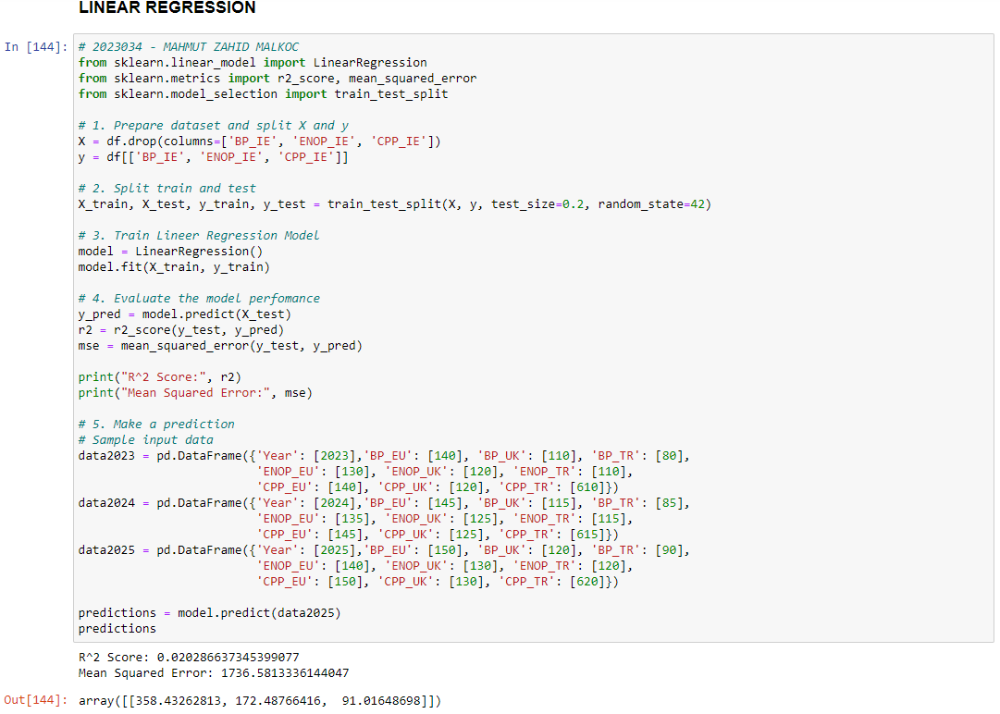 LINEAR REGRESSION
In [144]: # 2023034 - MAHMUT ZAHID MALKOC
from sklearn.linear_model import LinearRegression
from sklearn.metrics import r2_score, mean_squared_error
from sklearn.model_selection import train_test_split
# 1. Prepare dataset and split X and y
X = df.drop(columns=['BP_IE', 'ENOP_IE', 'CPP_IE'])
y = df[['BP_IE', 'ENOP_IE', 'CPP_IE']]
# 2. Split train and test
X_train, X_test, y_train, y_test = train_test_split(X, y, test_size=0.2, random_state=42)
# 3. Train Lineer Regression Model
model = LinearRegression()
model.fit(X_train, y_train)
# 4. Evaluate the model perfomance
y_pred = model.predict(X_test)
r2 = r2_score(y_test, y_pred)
mse = mean_squared_error(y_test, y_pred)
print("R^2 Score:", r2)
print("Mean Squared Error:", mse)
# 5. Make a prediction
# Sample input data
data2023 = pd.DataFrame({'Year': [2023],'BP_EU': [140], 'BP_UK': [110], 'BP_TR': [80],
'ENOP_EU': [130], 'ENOP_UK': [120], 'ENOP_TR': [110],
'CPP_EU': [140], 'CPP_UK': [120], 'CPP_TR': [610]})
data2024 = pd.DataFrame({'Year': [2024],'BP_EU': [145], 'BP_UK': [115], 'BP_TR': [85],
'ENOP_EU': [135], 'ENOP_UK': [125], 'ENOP_TR': [115],
'CPP_EU': [145], 'CPP_UK': [125], 'CPP_TR': [615]})
data2025 = pd.DataFrame({'Year': [2025],'BP_EU': [150], 'BP_UK': [120], 'BP_TR': [90],
'ENOP_EU': [140], 'ENOP_UK': [130], 'ENOP_TR': [120],
'CPP_EU': [150], 'CPP_UK': [130], 'CPP_TR': [620]})
predictions = model.predict(data2025)
predictions
R^2 Score: 0.020286637345399077
Mean Squared Error: 1736.5813336144047
Out[144]: array([[358.43262813, 172.48766416,  91.01648698]])